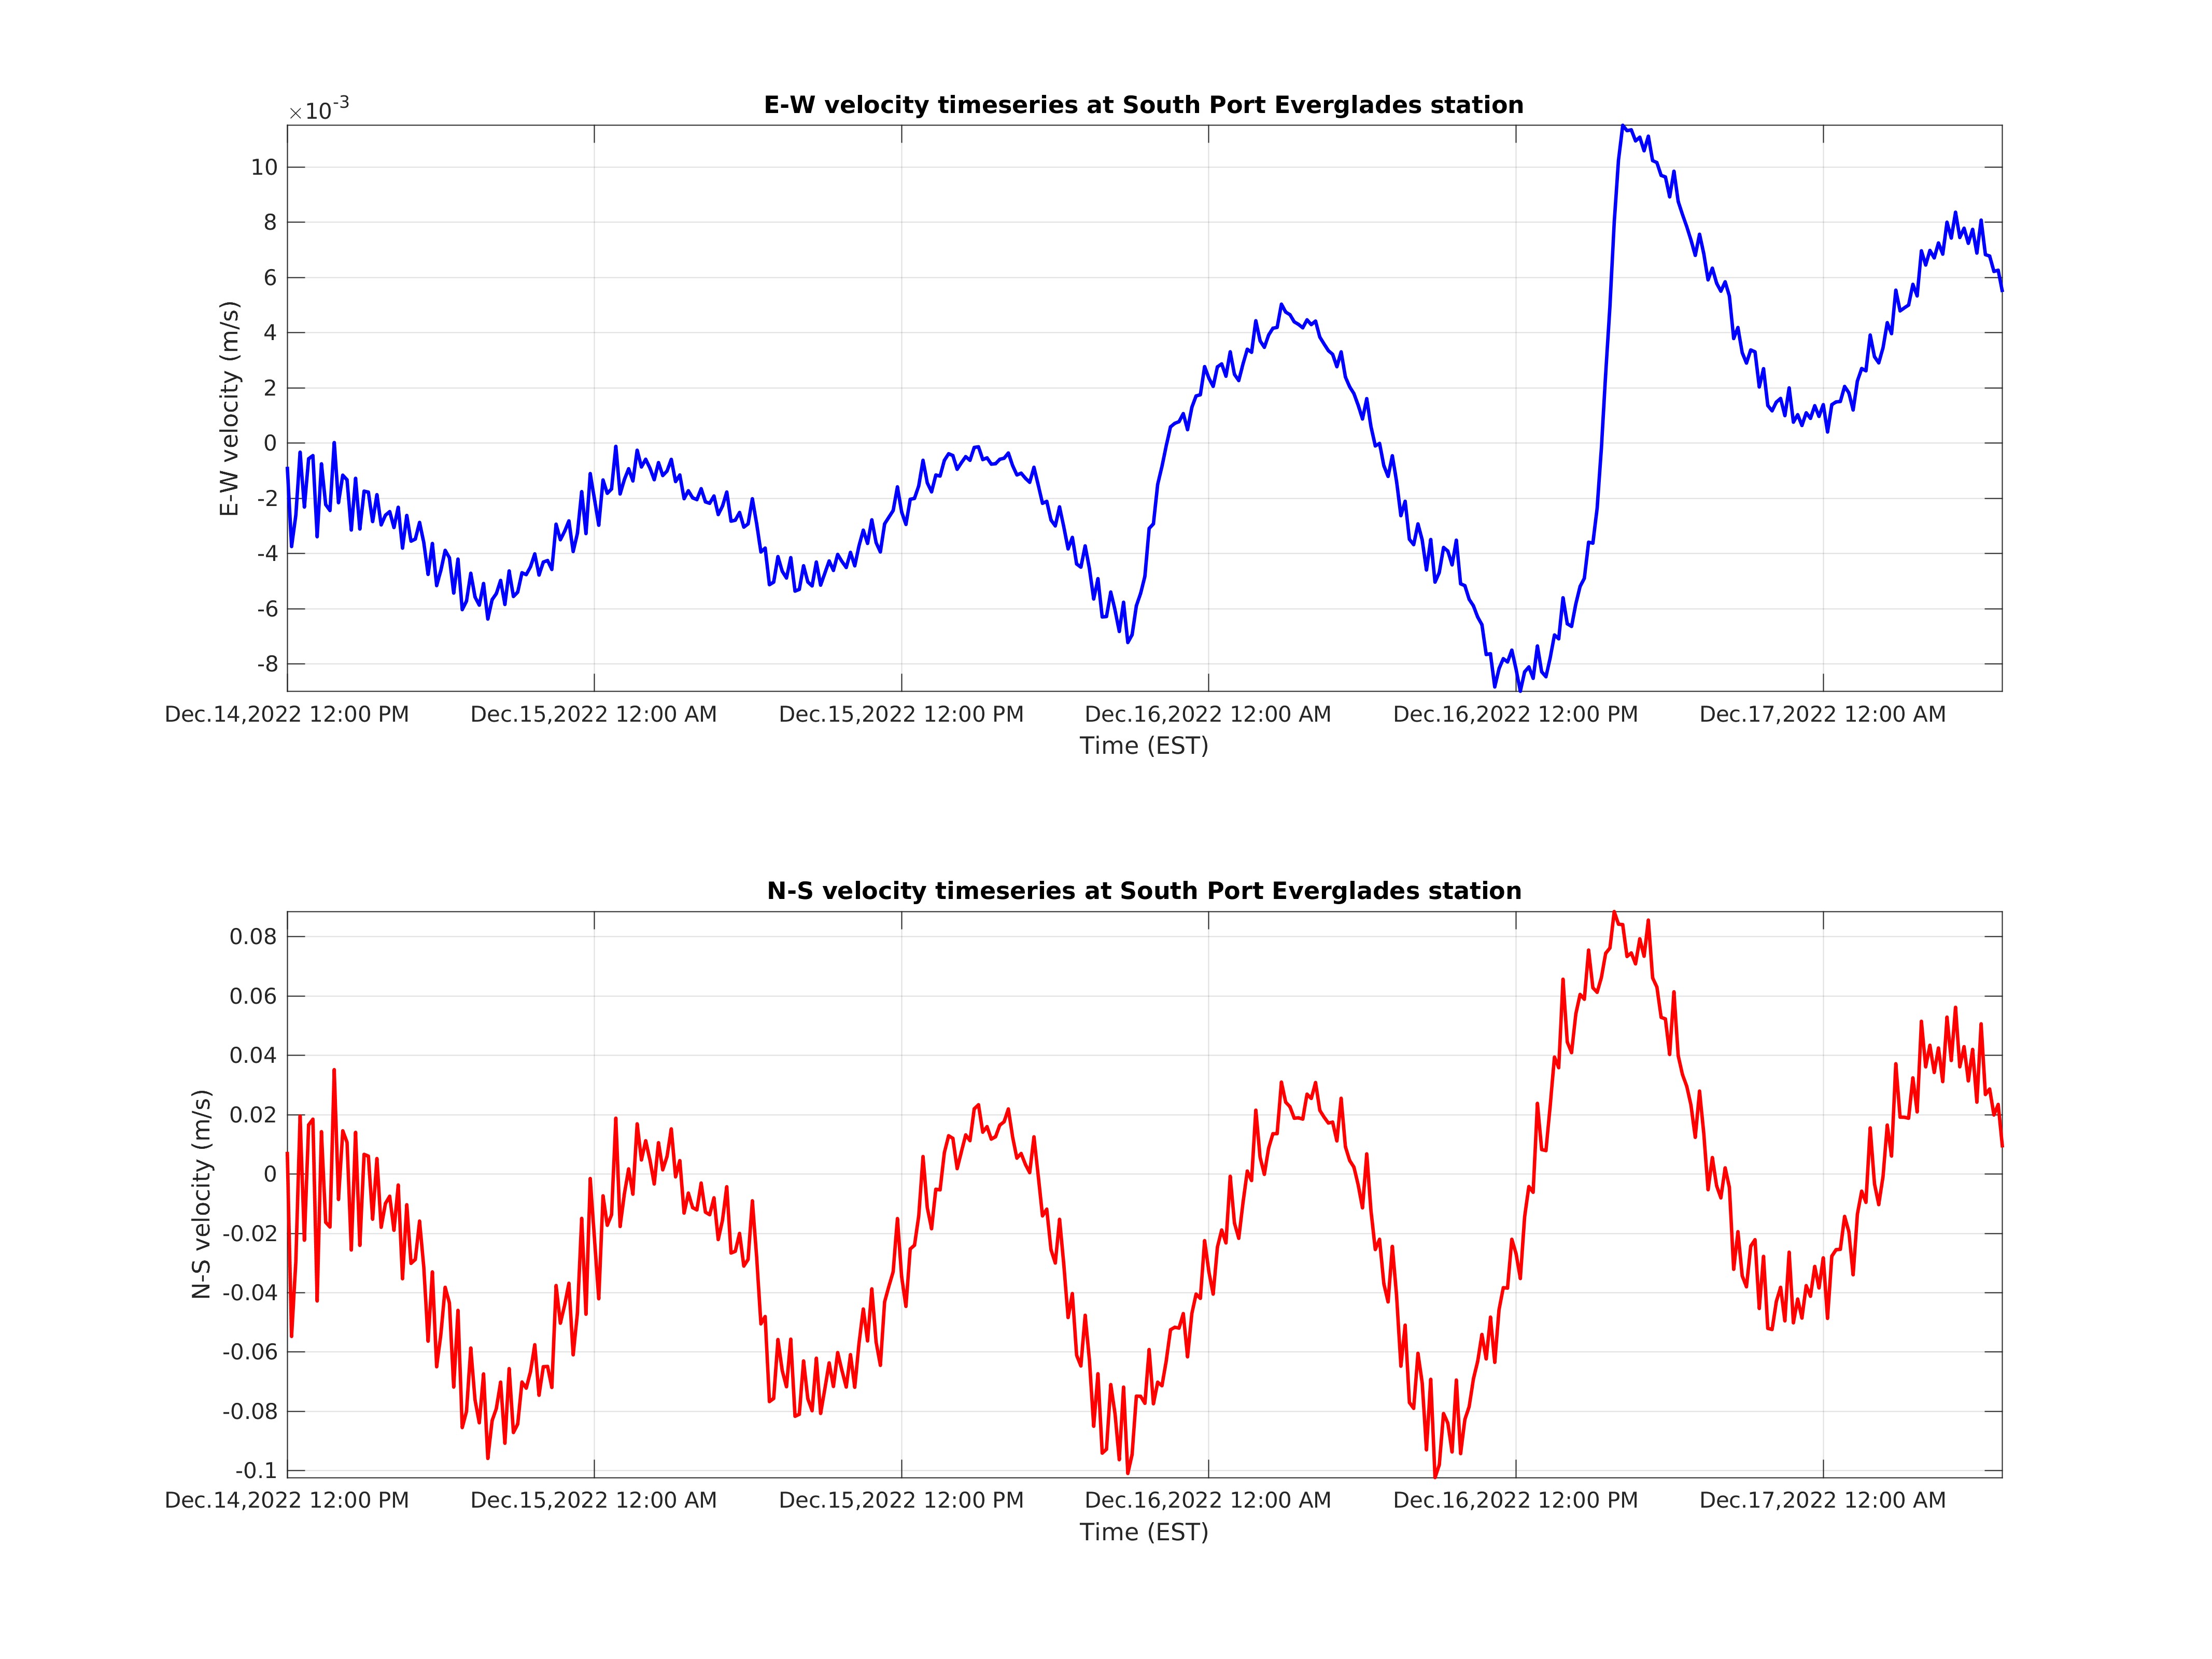 E-W velocity timeseries at South Port Everglades station
×10-3
10
8
6
4
2
0
-2
-4
-6
-8
E-W velocity (m/s)
Dec.14,2022 12:00 PM Dec.15,2022 12:00 AM Dec.15,2022 12:00 PM Dec.16,2022 12:00 AM Dec.16,2022 12:00 PM Dec.17,2022 12:00 AM
Time (EST)
N-S velocity timeseries at South Port Everglades station
0.08
0.06
0.04
0.02
0
-0.02
-0.04
-0.06
-0.08
-0.1
N-S velocity (m/s)
Dec.14,2022 12:00 PM Dec.15,2022 12:00 AM Dec.15,2022 12:00 PM Dec.16,2022 12:00 AM Dec.16,2022 12:00 PM Dec.17,2022 12:00 AM
Time (EST)